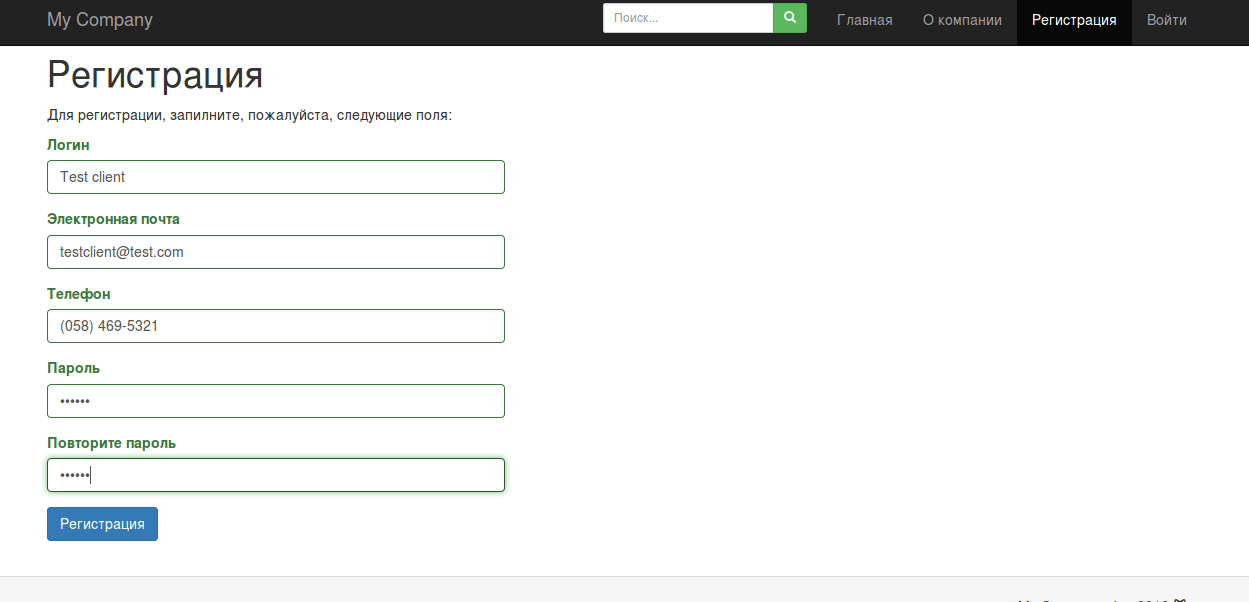 My Company Поиск... Главная О компании Регистрация Войти
Регистрация
Для регистрации, запилните, пожалуйста, следующие поля:
Логин
Test client
Электронная почта
testclient@test.com
Телефон
(058) 469-5321
Пароль
••••••
Повторите пароль
••••••
Регистрация